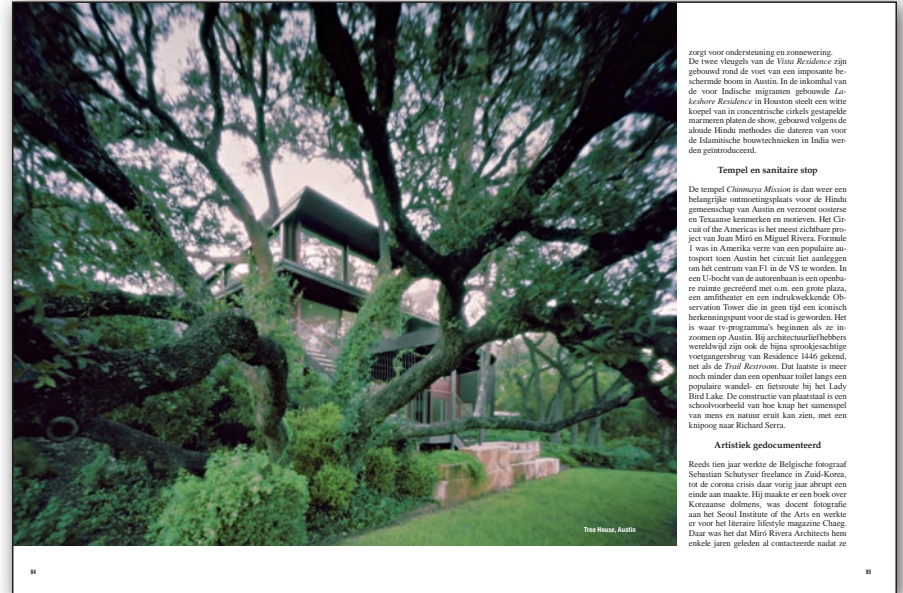 Tree House, Austin
84
zorgt voor ondersteuning en zonnewering.
De twee vleugels van de Vista Residence zijn
gebouwd rond de voet van een imposante be-
schermde boom in Austin. In de inkomhal van
de voor Indische migranten gebouwde La-
keshore Residence in Houston steelt een witte
koepel van in concentrische cirkels gestapelde
marmeren platen de show, gebouwd volgens de
aloude Hindu methodes die dateren van voor
de Islamitische bouwtechnieken in India wer-
den geïntroduceerd.
Tempel en sanitaire stop
De tempel Chinmaya Mission is dan weer een
belangrijke ontmoetingsplaats voor de Hindu
gemeenschap van Austin en verzoent oosterse
en Texaanse kenmerken en motieven. Het Cir-
cuit of the Americas is het meest zichtbare pro-
ject van Juan Miró en Miguel Rivera. Formule
1 was in Amerika verre van een populaire au-
tosport toen Austin het circuit liet aanleggen
om hét centrum van F1 in de VS te worden. In
een U-bocht van de autorenbaan is een openba-
re ruimte gecreëerd met o.m. een grote plaza,
een amfitheater en een indrukwekkende Ob-
servation Tower die in geen tijd een iconisch
herkenningspunt voor de stad is geworden. Het
is waar tv-programma's beginnen als ze in-
zoomen op Austin. Bij architectuurliefhebbers
wereldwijd zijn ook de bijna sprookjesachtige
voetgangersbrug van Residence 1446 gekend,
net als de Trail Restroom. Dat laatste is meer
noch minder dan een openbaar toilet langs een
populaire wandel- en fietsroute bij het Lady
Bird Lake. De constructie van plaatstaal is een
schoolvoorbeeld van hoe knap het samenspel
van mens en natuur eruit kan zien, met een
knipoog naar Richard Serra.
Artistiek gedocumenteerd
Reeds tien jaar werkte de Belgische fotograaf
Sebastian Schutyser freelance in Zuid-Korea,
tot de corona crisis daar vorig jaar abrupt een
einde aan maakte. Hij maakte er een boek over
Koreaanse dolmens, was docent fotografie
aan het Seoul Institute of the Arts en werkte
er voor het literaire lifestyle magazine Chaeg.
Daar was het dat Miró Rivera Architects hem
enkele jaren geleden al contacteerde nadat ze
85